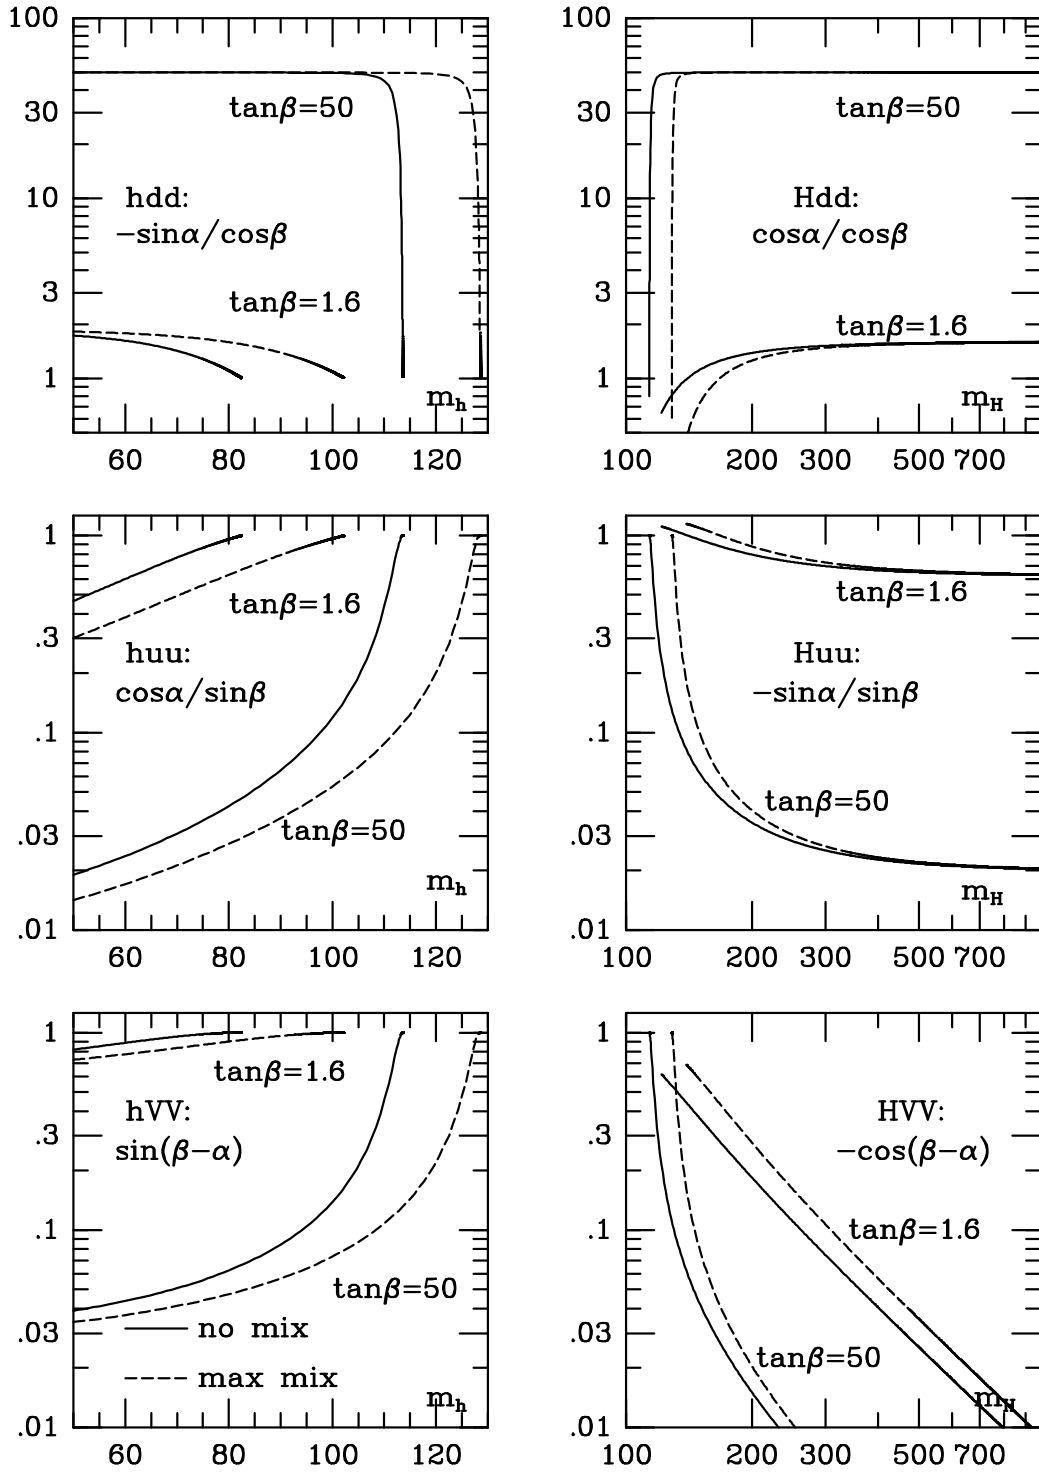 100
30
10
3
1
tanβ=50
hdd:
−sinα/cosβ
tanβ=1.6
m_h
60 80 100 120
100
30
10
3
1
tanβ=50
Hdd:
cosα/cosβ
tanβ=1.6
m_H
100 200 300 500 700
1
.3
.1
.03
.01
tanβ=1.6
huu:
cosα/sinβ
tanβ=50
m_h
60 80 100 120
1
.3
.1
.03
.01
tanβ=1.6
Huu:
−sinα/sinβ
tanβ=50
m_H
100 200 300 500 700
1
.3
.1
.03
.01
tanβ=1.6
hVV:
sin(β−α)
tanβ=50
no mix
max mix
m_h
60 80 100 120
1
.3
.1
.03
.01
HVV:
−cos(β−α)
tanβ=1.6
tanβ=50
m_H
100 200 300 500 700